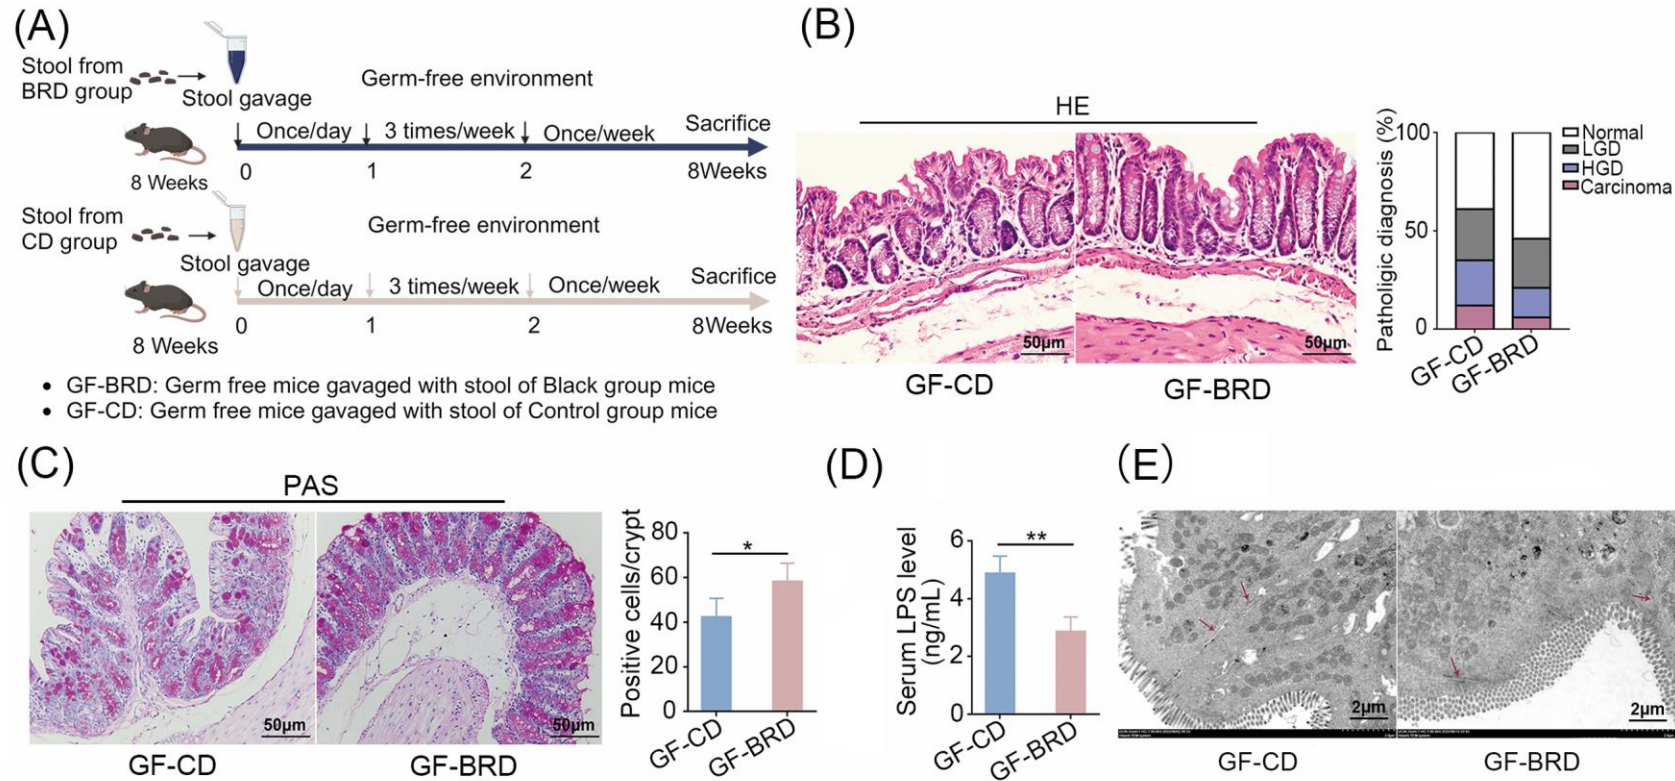 (A)
Stool from
BRD group
Stool gavage
Germ-free environment
Once/day
3 times/week
Once/week
Sacrifice
8 Weeks
0
1
2
8Weeks
Stool from
CD group
Stool gavage
Germ-free environment
Once/day
3 times/week
Once/week
Sacrifice
8 Weeks
0
1
2
8Weeks
• GF-BRD: Germ free mice gavaged with stool of Black group mice
• GF-CD: Germ free mice gavaged with stool of Control group mice
(B)
HE
50μm
50μm
GF-CD
GF-BRD
Pathologic diagnosis (%)
100
50
0
Normal
LGD
HGD
Carcinoma
GF-CD
GF-BRD
(C)
PAS
50μm
50μm
GF-CD
GF-BRD
Positive cells/crypt
80
60
40
20
0
*
GF-CD
GF-BRD
(D)
Serum LPS level
(ng/mL)
6
4
2
0
**
GF-CD
GF-BRD
(E)
2μm
2μm
GF-CD
GF-BRD